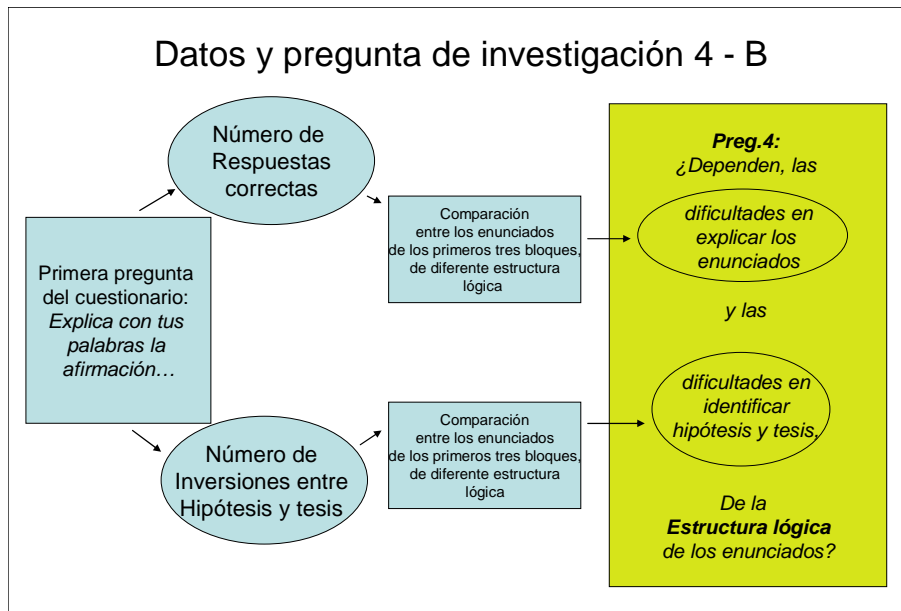 Datos y pregunta de investigación 4 - B
Número de
Respuestas
correctas
Primera pregunta
del cuestionario:
Explica con tus
palabras la
afirmación…
Número de
Inversiones entre
Hipótesis y tesis
Comparación
entre los enunciados
de los primeros tres bloques,
de diferente estructura
lógica
Comparación
entre los enunciados
de los primeros tres bloques,
de diferente estructura
lógica
Preg.4:
¿Dependen, las
dificultades en
explicar los
enunciados
y las
dificultades en
identificar
hipótesis y tesis,
De la
Estructura lógica
de los enunciados?